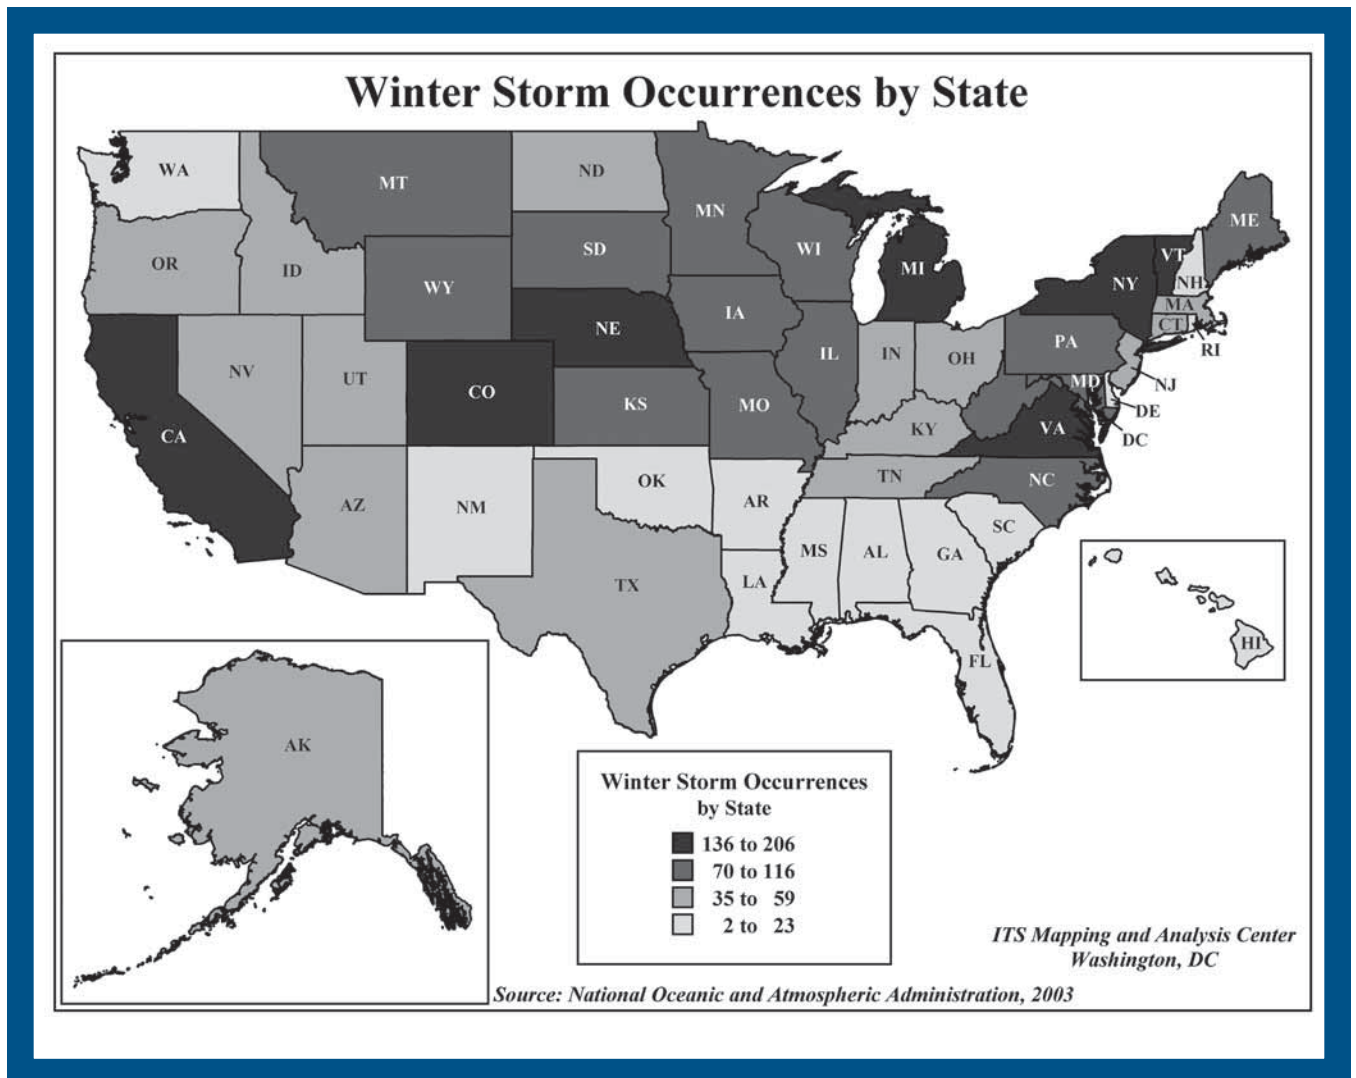 Winter Storm Occurrences by State
WA
MT
ND
MN
ME
OR
ID
SD
WI
MI
VT
NH
WY
NY
MA
NE
IA
CT
RI
NV
UT
CO
IL
IN
OH
PA
NJ
MD
DE
CA
KS
MO
KY
VA
DC
AZ
NM
OK
AR
TN
NC
SC
TX
LA
MS
AL
GA
HI
FL
AK
Winter Storm Occurrences
by State
136 to 206
70 to 116
35 to 59
2 to 23
ITS Mapping and Analysis Center
Washington, DC
Source: National Oceanic and Atmospheric Administration, 2003